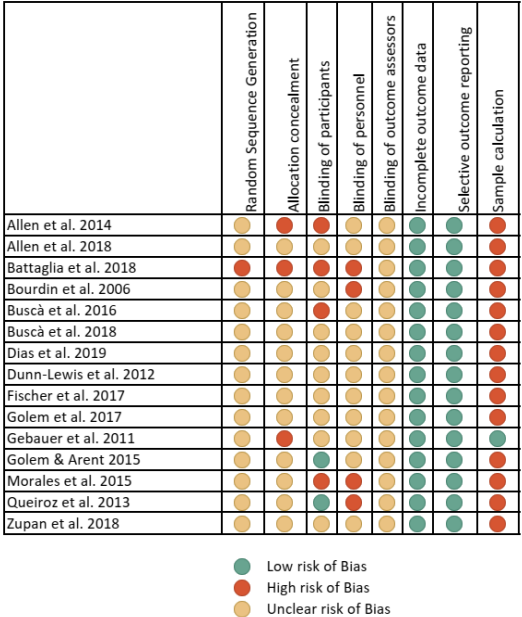 Random Sequence Generation
Allocation concealment
Blinding of participants
Blinding of personnel
Blinding of outcome assessors
Incomplete outcome data
Selective outcome reporting
Sample calculation
Allen et al. 2014
Allen et al. 2018
Battaglia et al. 2018
Bourdin et al. 2006
Buscà et al. 2016
Buscà et al. 2018
Dias et al. 2019
Dunn-Lewis et al. 2012
Fischer et al. 2017
Golem et al. 2017
Gebauer et al. 2011
Golem & Arent 2015
Morales et al. 2015
Queiroz et al. 2013
Zupan et al. 2018
Low risk of Bias
High risk of Bias
Unclear risk of Bias